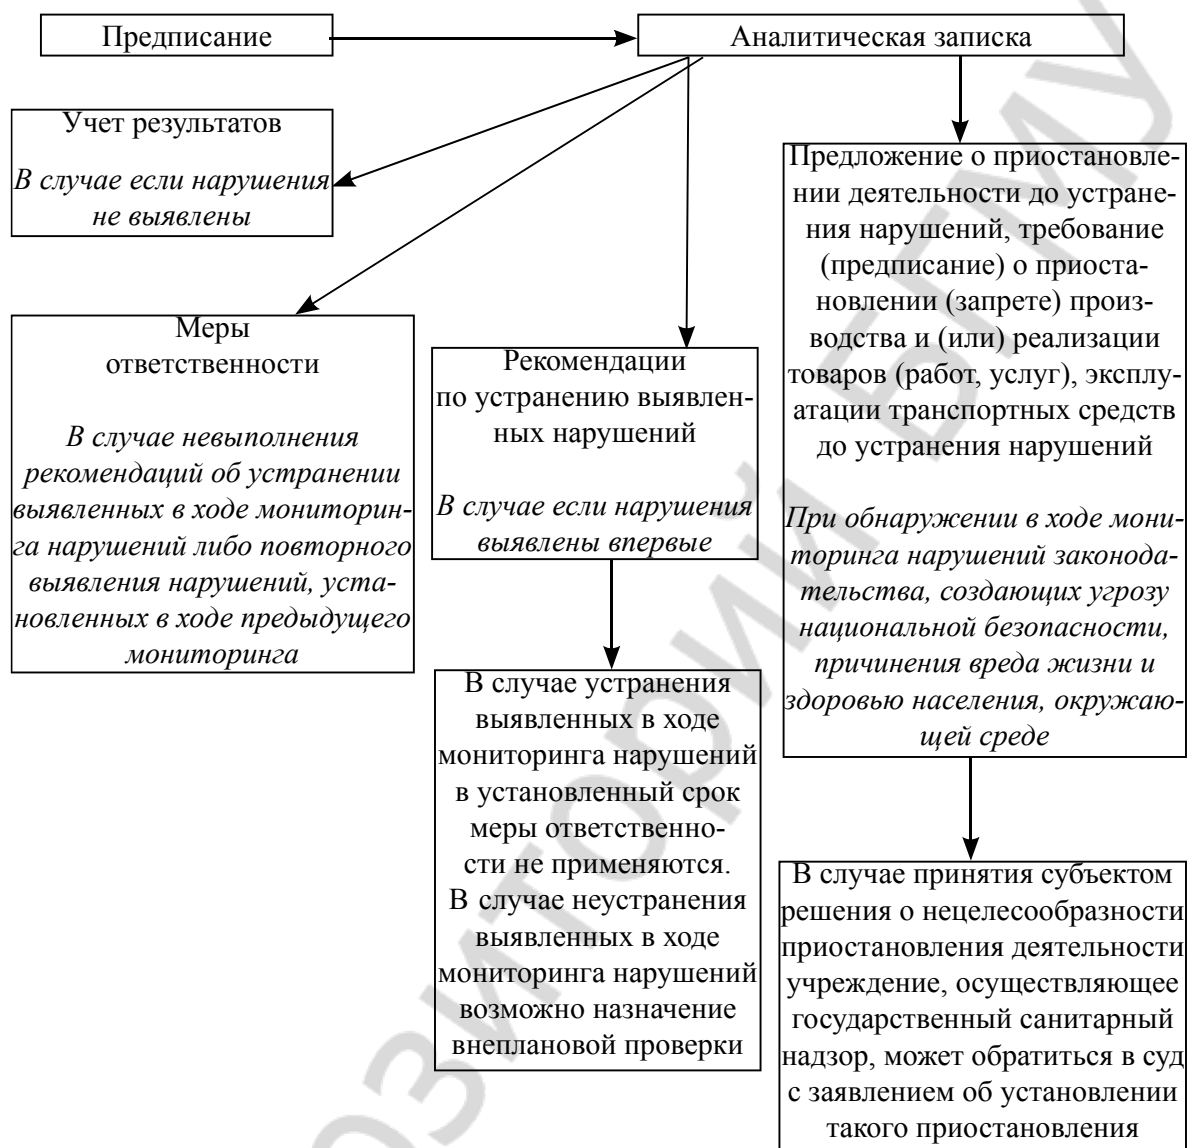 Предписание
Аналитическая записка
Учет результатов
В случае если нарушения
не выявлены
Меры
ответственности
В случае невыполнения
рекомендаций об устранении
выявленных в ходе мониторин-
га нарушений либо повторного
выявления нарушений, уста-
новленных в ходе предыдущего
мониторинга
Рекомендации
по устранению выявлен-
ных нарушений
В случае если нарушения
выявлены впервые
В случае устранения
выявленных в ходе
мониторинга нарушений
в установленный срок
меры ответственно-
сти не применяются.
В случае неустранения
выявленных в ходе
мониторинга нарушений
возможно назначение
внеплановой проверки
Предложение о приостановле-
нии деятельности до устране-
ния нарушений, требование
(предписание) о приоста-
новлении (запрете) произ-
водства и (или) реализации
товаров (работ, услуг), эксплу-
атации транспортных средств
до устранения нарушений
При обнаружении в ходе мони-
торинга нарушений законода-
тельства, создающих угрозу
национальной безопасности,
причинения вреда жизни и
здоровью населения, окружаю-
щей среде
В случае принятия субъектом
решения о нецелесообразности
приостановления деятельности
учреждение, осуществляющее
государственный санитарный
надзор, может обратиться в суд
с заявлением об установлении
такого приостановления
озиторий БГМУ